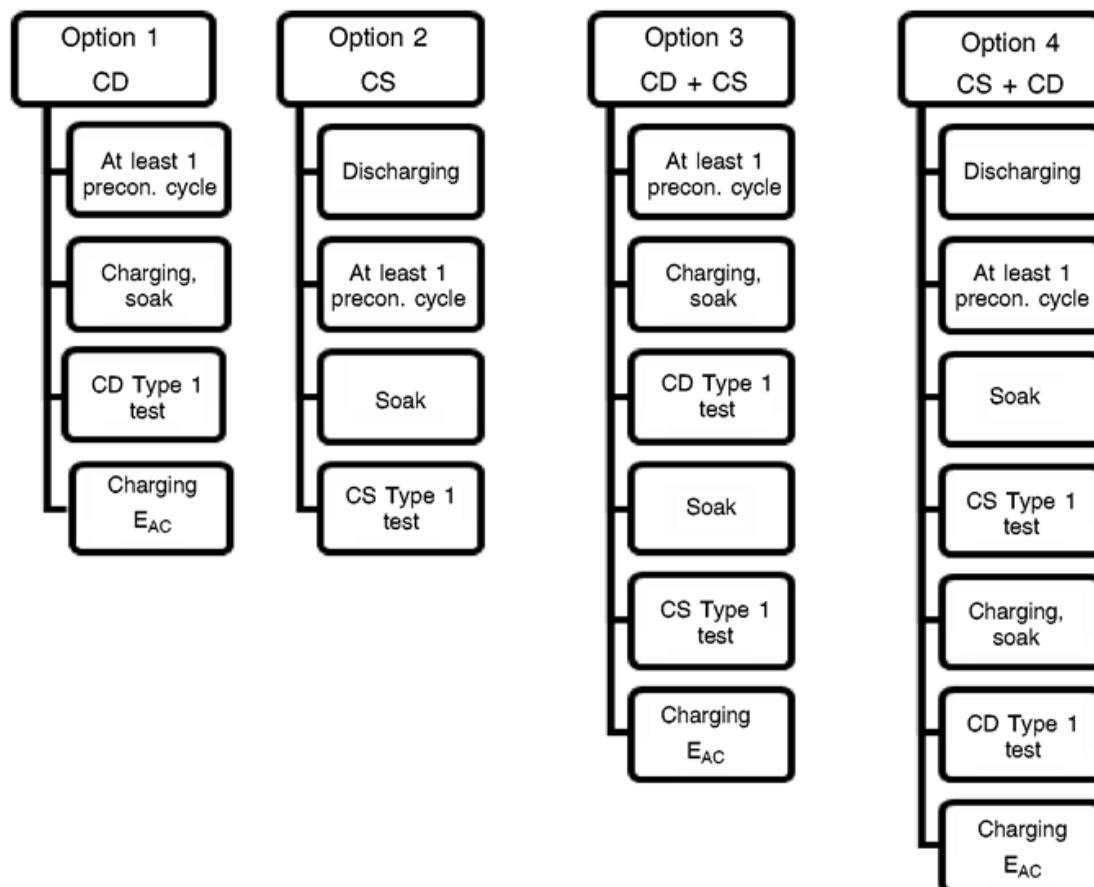 Option 1
CD
At least 1
precon. cycle
Charging,
soak
CD Type 1
test
Charging
EAC
Option 2
CS
Discharging
At least 1
precon. cycle
Soak
CS Type 1
test
Option 3
CD + CS
At least 1
precon. cycle
Charging,
soak
CD Type 1
test
Soak
CS Type 1
test
Charging
EAC
Option 4
CS + CD
Discharging
At least 1
precon. cycle
Soak
CS Type 1
test
Charging,
soak
CD Type 1
test
Charging
EAC